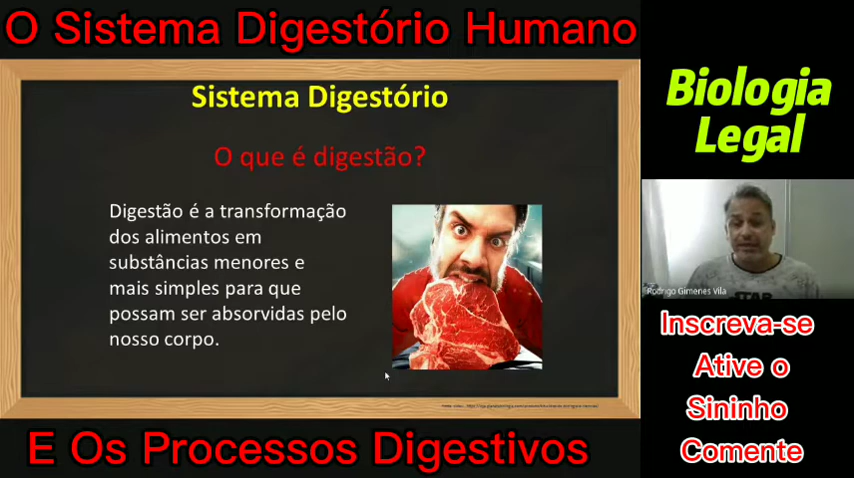 O Sistema Digestório Humano
Sistema Digestório
O que é digestão?
Digestão é a transformação
dos alimentos em
substâncias menores e
mais simples para que
possam ser absorvidas pelo
nosso corpo.
E Os Processos Digestivos
Biologia
Legal
Rodrigo Gimenes Vila
Inscreva-se
Ative o
Sininho
Comente